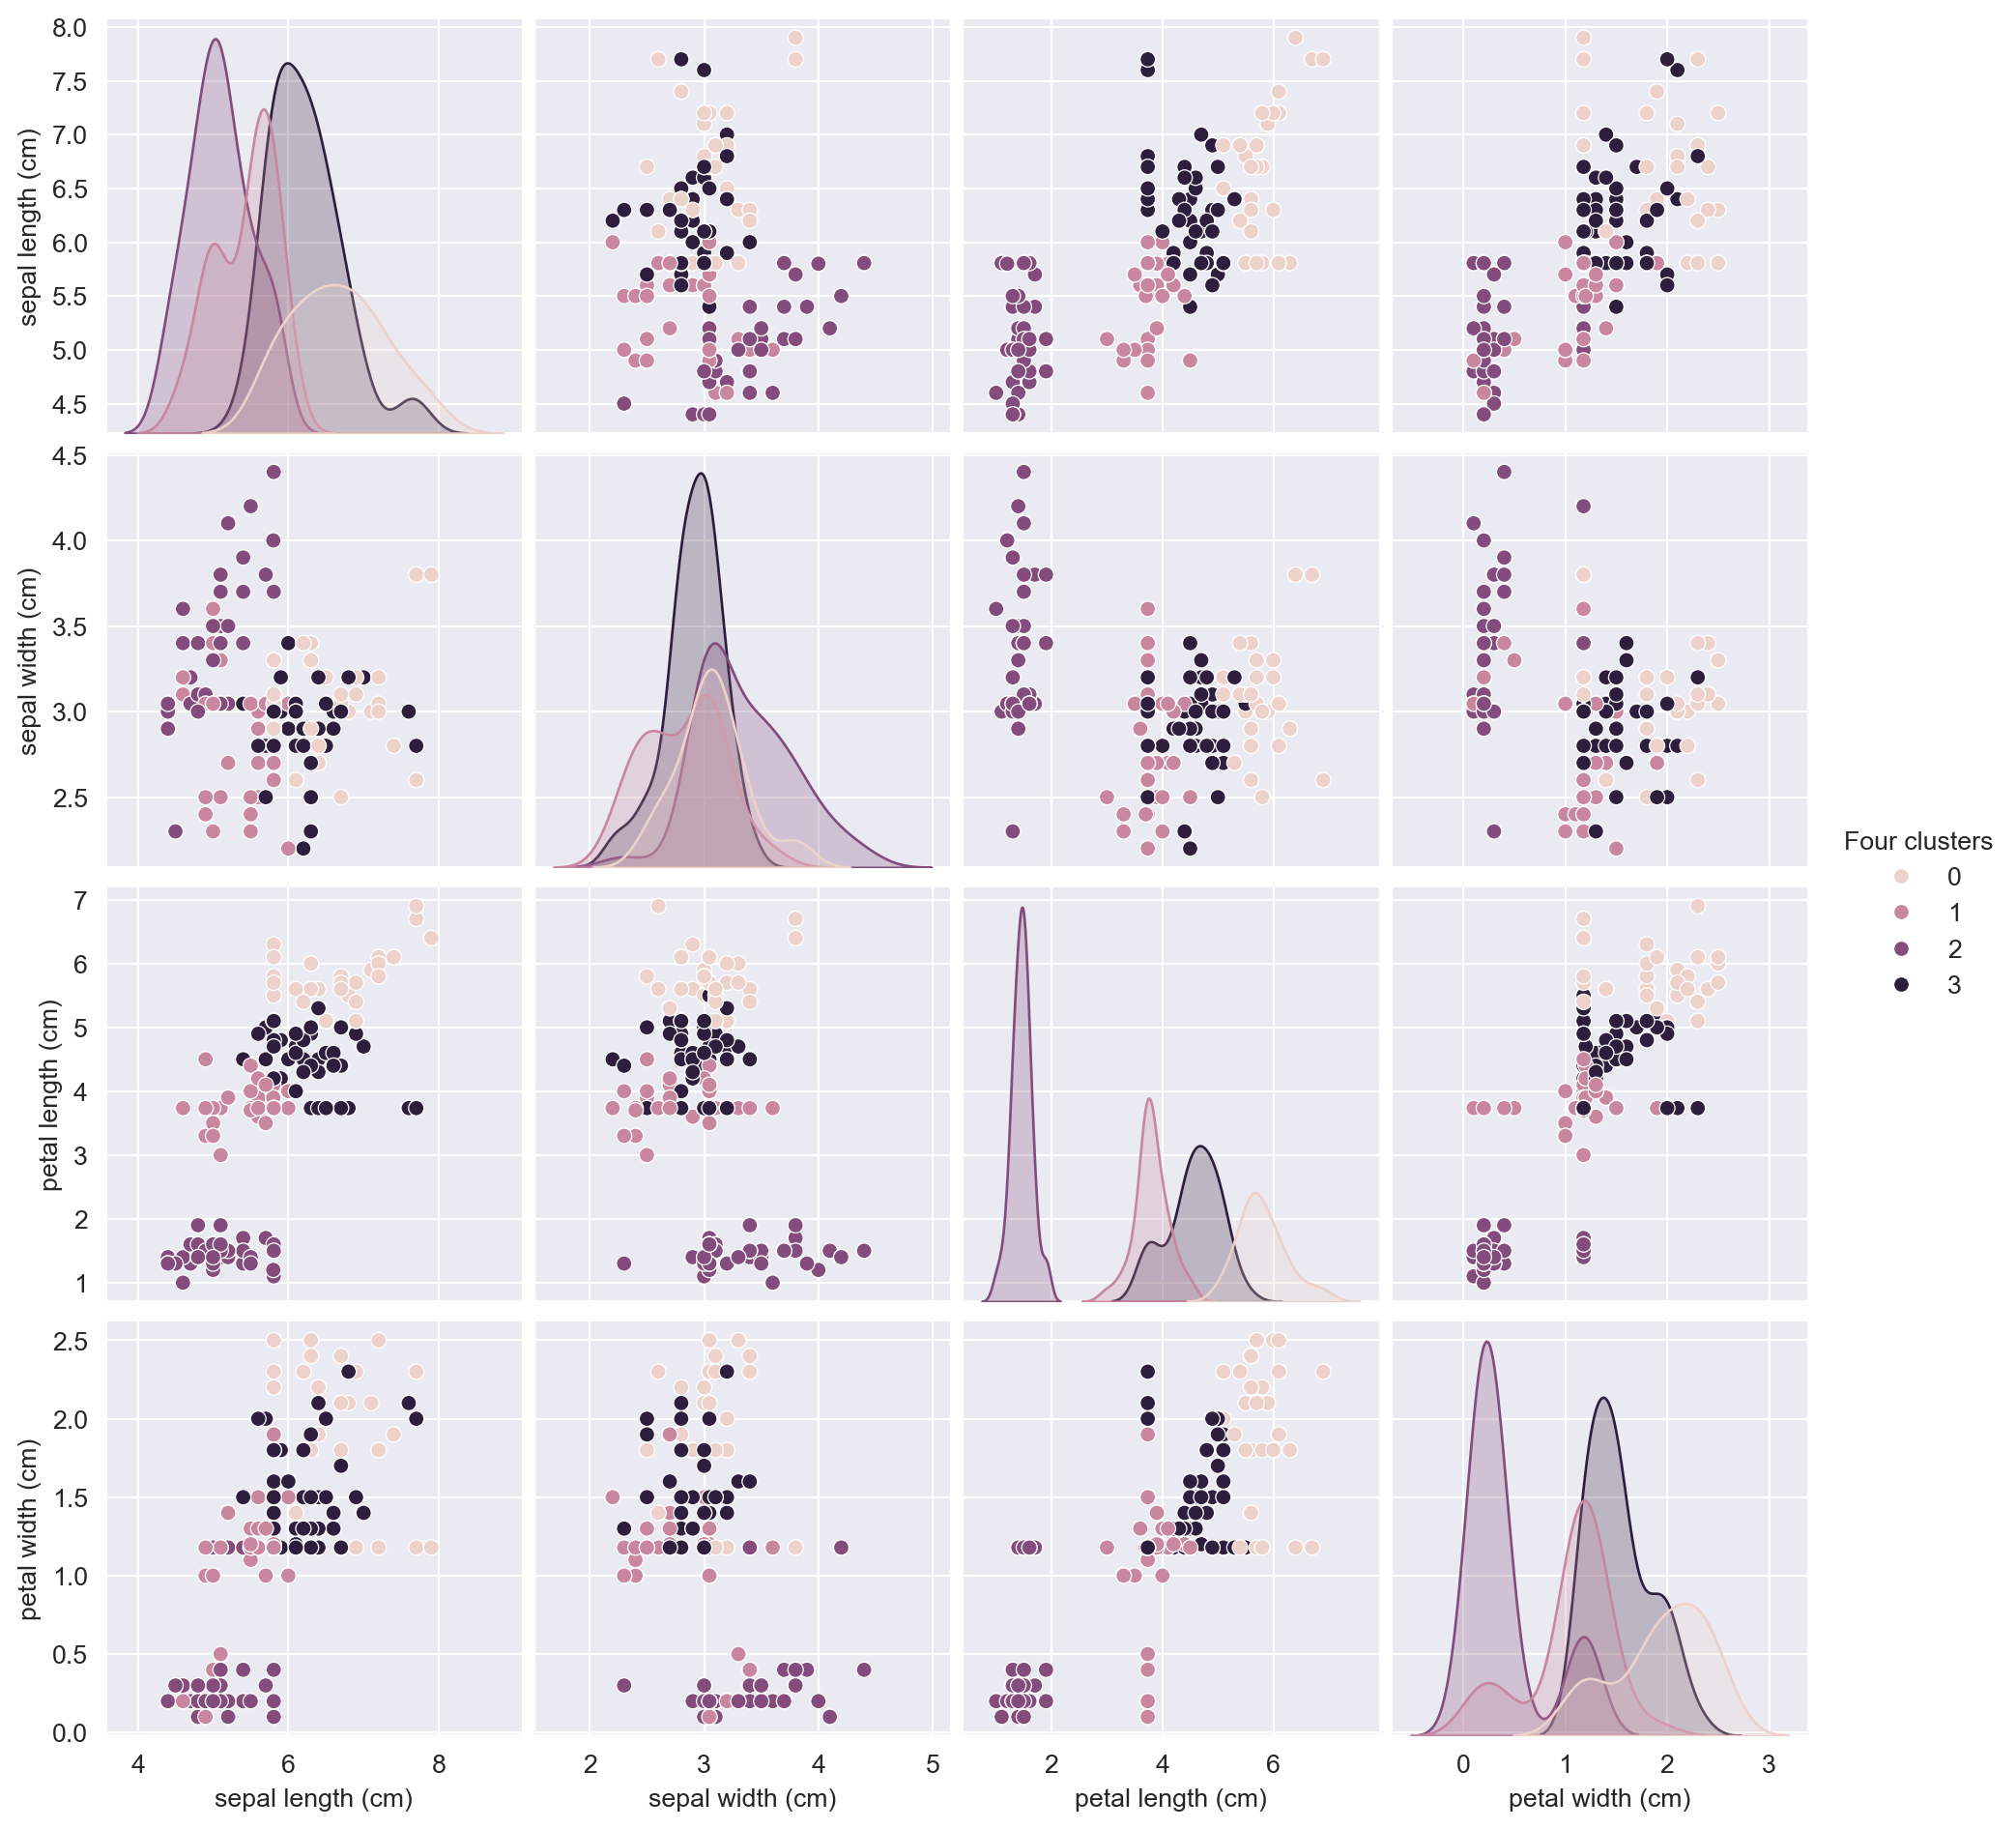 8.0
7.5
7.0
6.5
6.0
5.5
5.0
4.5
sepal length (cm)
4.5
4.0
3.5
3.0
2.5
sepal width (cm)
Four clusters
0
1
2
3
7
6
5
4
3
2
1
petal length (cm)
2.5
2.0
1.5
1.0
0.5
0.0
petal width (cm)
4 6 8
2 3 4 5
2 4 6
0 1 2 3
sepal length (cm)
sepal width (cm)
petal length (cm)
petal width (cm)